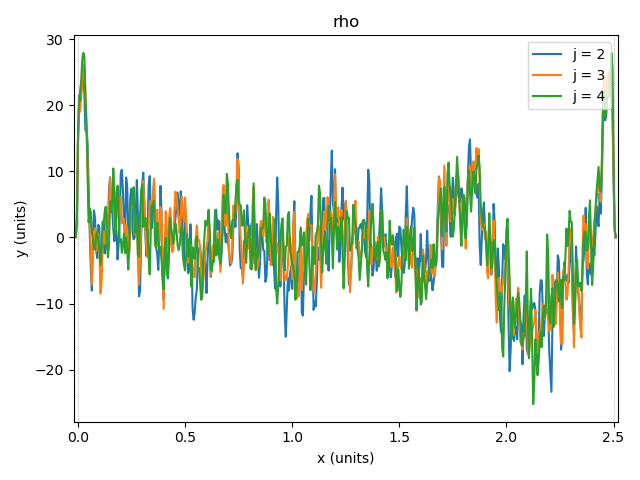 rho
j = 2
j = 3
j = 4
30
20
10
0
−10
−20
y (units)
0.0 0.5 1.0 1.5 2.0 2.5
x (units)